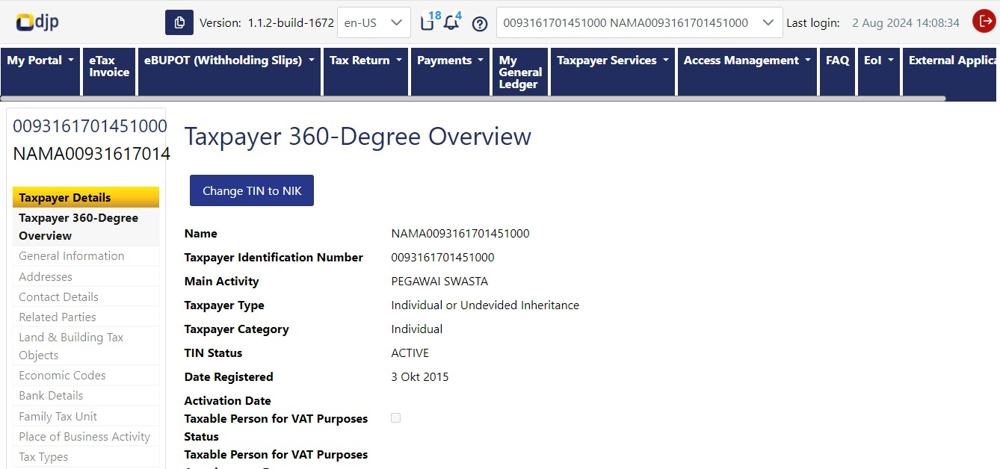 djp
Version: 1.1.2-build-1672
en-US
18
4
0093161701451000 NAMA0093161701451000
Last login: 2 Aug 2024 14:08:34
My Portal
eTax
Invoice
eBUPOT (Withholding Slips)
Tax Return
Payments
My
General
Ledger
Taxpayer Services
Access Management
FAQ
EoI
External Applica
0093161701451000
NAMA00931617014
Taxpayer Details
Taxpayer 360-Degree
Overview
General Information
Addresses
Contact Details
Related Parties
Land & Building Tax
Objects
Economic Codes
Bank Details
Family Tax Unit
Place of Business Activity
Tax Types
Taxpayer 360-Degree Overview
Change TIN to NIK
Name NAMA0093161701451000
Taxpayer Identification Number 0093161701451000
Main Activity PEGAWAI SWASTA
Taxpayer Type Individual or Undevided Inheritance
Taxpayer Category Individual
TIN Status ACTIVE
Date Registered 3 Okt 2015
Activation Date
Taxable Person for VAT Purposes
Status
Taxable Person for VAT Purposes